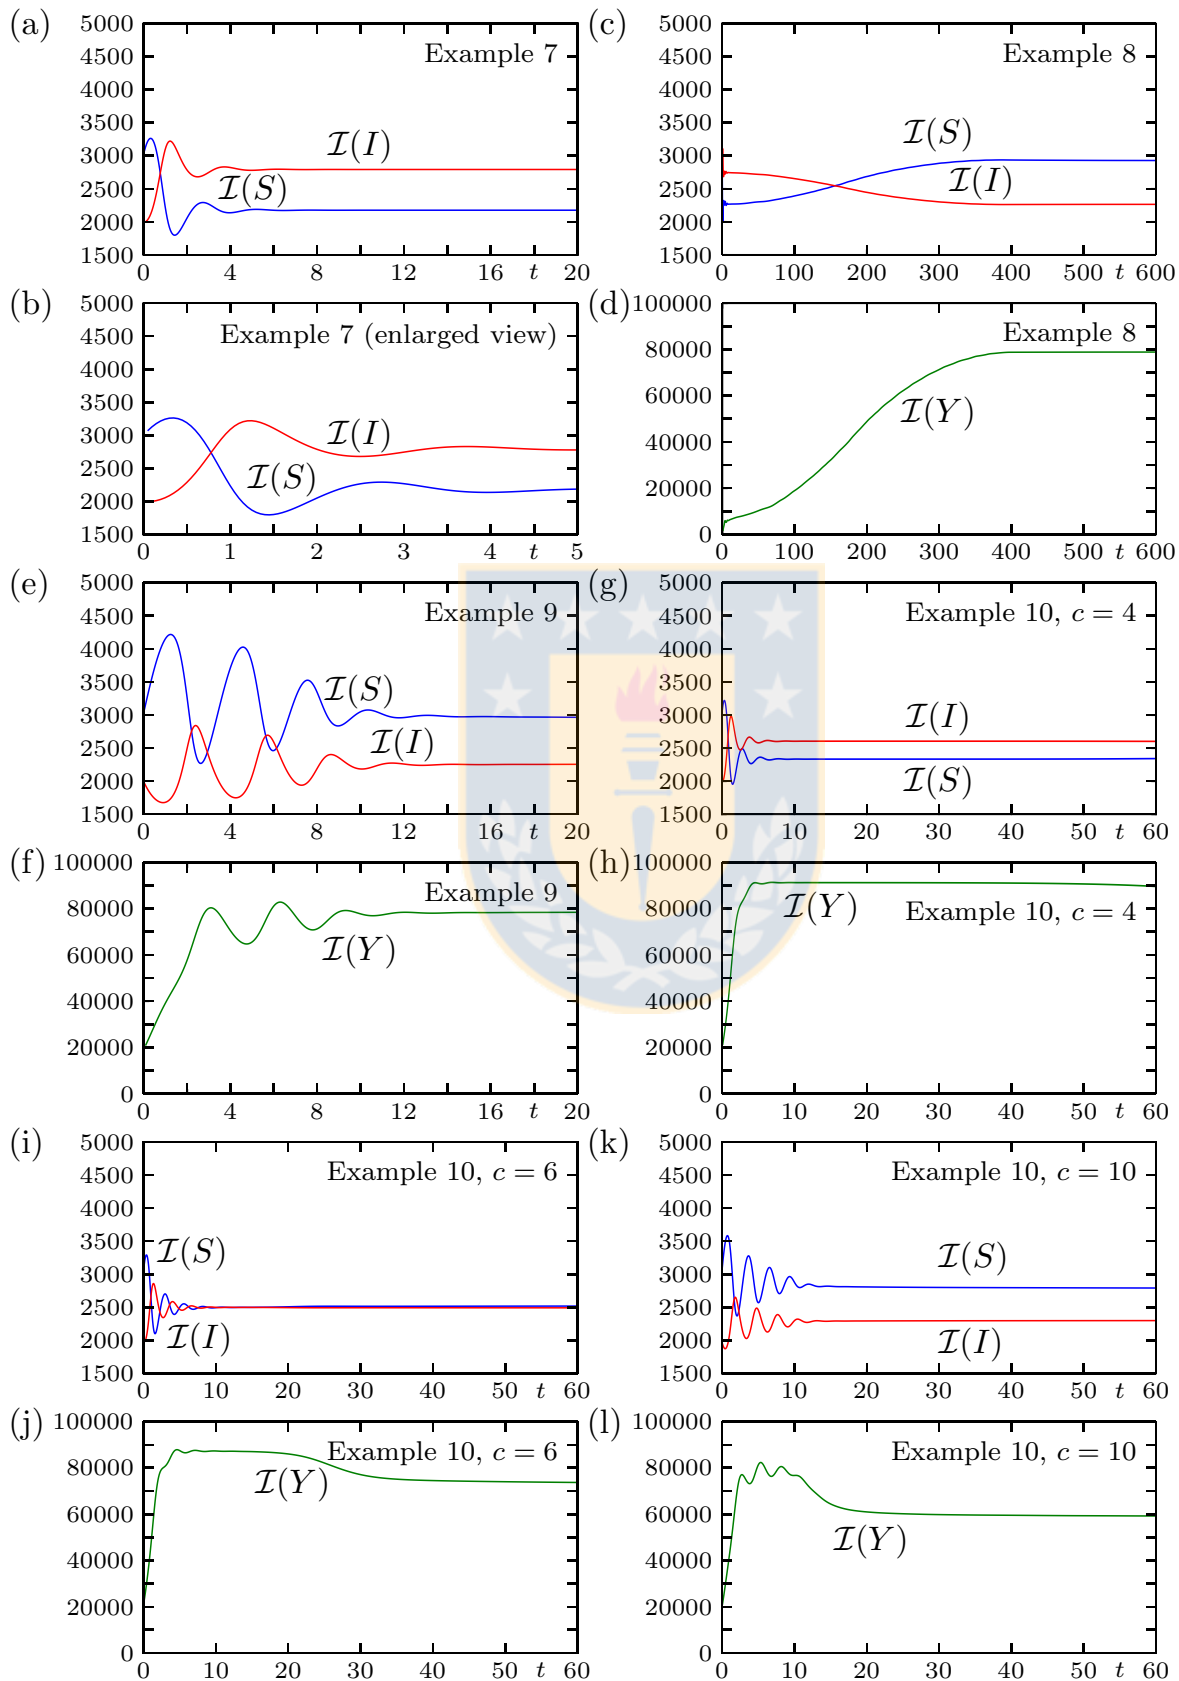 (a)
5000
4500
4000
3500
3000
2500
2000
1500
Example 7
I(I)
I(S)
0 4 8 12 16 t 20
(c)
5000
4500
4000
3500
3000
2500
2000
1500
Example 8
I(S)
I(I)
0 100 200 300 400 500 t 600
(b)
5000
4500
4000
3500
3000
2500
2000
1500
Example 7 (enlarged view)
I(I)
I(S)
0 1 2 3 4 t 5
(d)
100000
80000
60000
40000
20000
0
Example 8
I(Y)
0 100 200 300 400 500 t 600
(e)
5000
4500
4000
3500
3000
2500
2000
1500
Example 9
I(S)
I(I)
0 4 8 12 16 t 20
(g)
5000
4500
4000
3500
3000
2500
2000
1500
Example 10, c = 4
I(I)
I(S)
0 10 20 30 40 50 t 60
(f)
100000
80000
60000
40000
20000
0
Example 9
I(Y)
0 4 8 12 16 t 20
(h)
100000
80000
60000
40000
20000
0
I(Y)
Example 10, c = 4
0 10 20 30 40 50 t 60
(i)
5000
4500
4000
3500
3000
2500
2000
1500
Example 10, c = 6
I(S)
I(I)
0 10 20 30 40 50 t 60
(k)
5000
4500
4000
3500
3000
2500
2000
1500
Example 10, c = 10
I(S)
I(I)
0 10 20 30 40 50 t 60
(j)
100000
80000
60000
40000
20000
0
Example 10, c = 6
I(Y)
0 10 20 30 40 50 t 60
(l)
100000
80000
60000
40000
20000
0
Example 10, c = 10
I(Y)
0 10 20 30 40 50 t 60